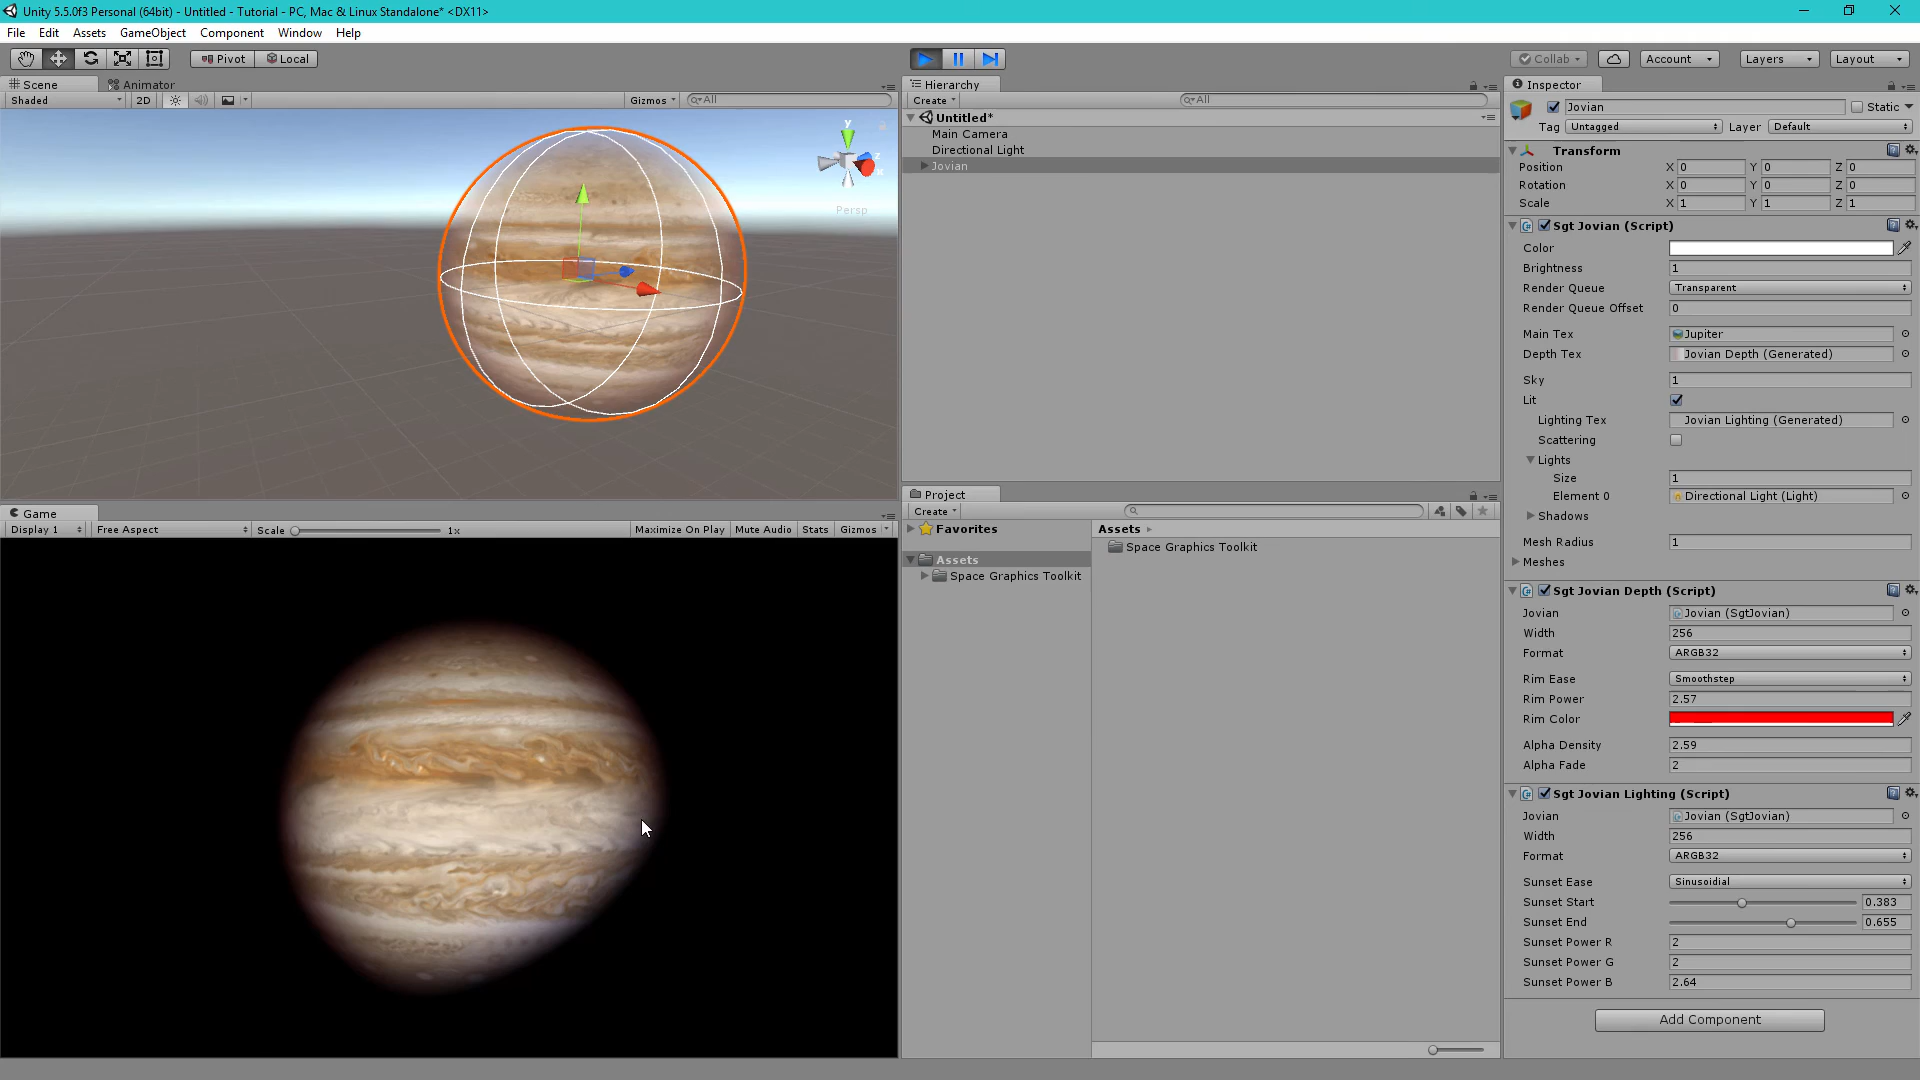 Unity 5.5.0f3 Personal (64bit) - Untitled - Tutorial - PC, Mac & Linux Standalone* <DX11>
File Edit Assets GameObject Component Window Help
Pivot Local
Collab Account Layers Layout
Scene Animator
Shaded 2D Gizmos All
y
z
x
Persp
Game
Display 1 Free Aspect Scale 1x Maximize On Play Mute Audio Stats Gizmos
Hierarchy
Create All
Untitled*
Main Camera
Directional Light
Jovian
Project
Create
Favorites
Assets
Space Graphics Toolkit
Assets
Space Graphics Toolkit
Inspector
Jovian Static
Tag Untagged Layer Default
Transform
Position X 0 Y 0 Z 0
Rotation X 0 Y 0 Z 0
Scale X 1 Y 1 Z 1
Sgt Jovian (Script)
Color
Brightness 1
Render Queue Transparent
Render Queue Offset 0
Main Tex Jupiter
Depth Tex Jovian Depth (Generated)
Sky 1
Lit
Lighting Tex Jovian Lighting (Generated)
Scattering
Lights
Size 1
Element 0 Directional Light (Light)
Shadows
Mesh Radius 1
Meshes
Sgt Jovian Depth (Script)
Jovian Jovian (SgtJovian)
Width 256
Format ARGB32
Rim Ease Smoothstep
Rim Power 2.57
Rim Color
Alpha Density 2.59
Alpha Fade 2
Sgt Jovian Lighting (Script)
Jovian Jovian (SgtJovian)
Width 256
Format ARGB32
Sunset Ease Sinusoidial
Sunset Start 0.383
Sunset End 0.655
Sunset Power R 2
Sunset Power G 2
Sunset Power B 2.64
Add Component